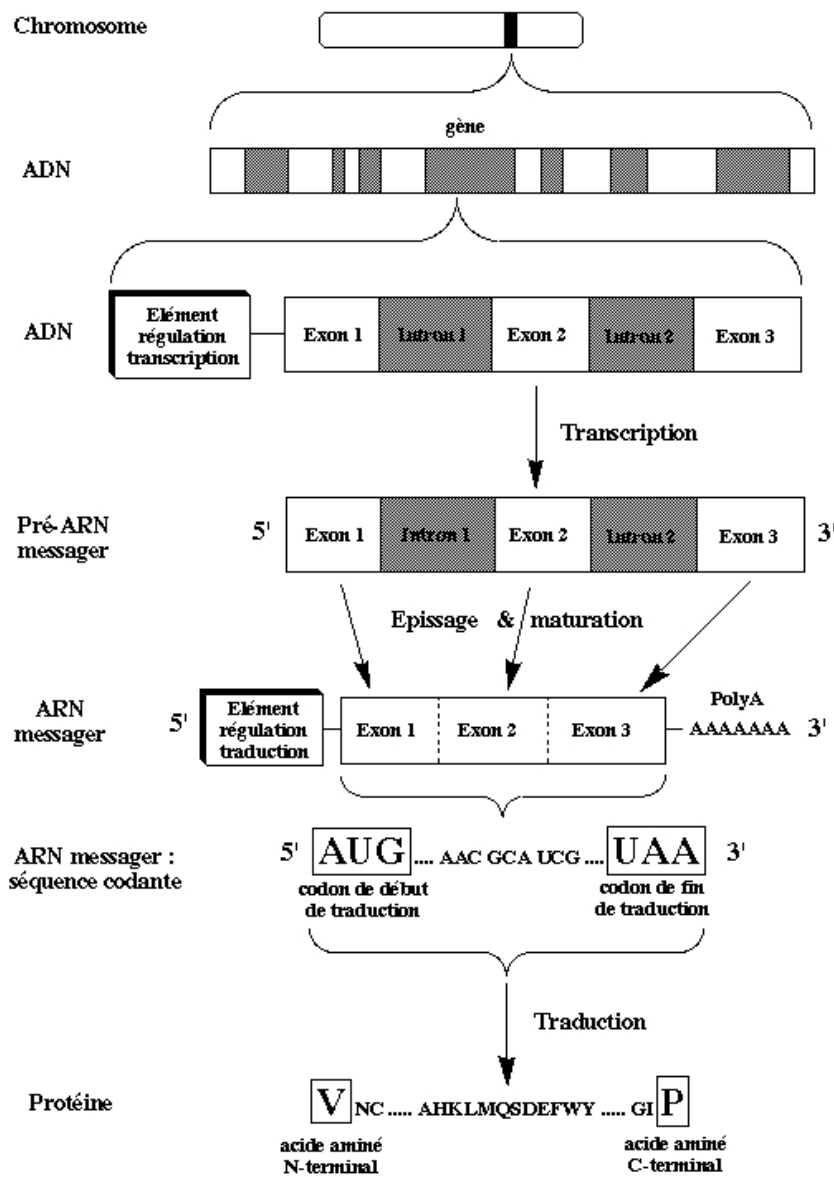 Chromosome
gène
ADN
ADN
Elément
régulation
transcription
Exon 1
Intron 1
Exon 2
Intron 2
Exon 3
Transcription
Pré-ARN
messager
5'
Exon 1
Intron 1
Exon 2
Intron 2
Exon 3
3'
Epissage & maturation
ARN
messager
5'
Elément
régulation
traduction
Exon 1
Exon 2
Exon 3
PolyA
AAAAAAA
3'
ARN messager :
séquence codante
5'
AUG .... AAC GCA UCG .... UAA
3'
codon de début
de traduction
codon de fin
de traduction
Traduction
Protéine
V NC ..... AHKLMQSDEFWY ..... GI P
acide aminé
N-terminal
acide aminé
C-terminal